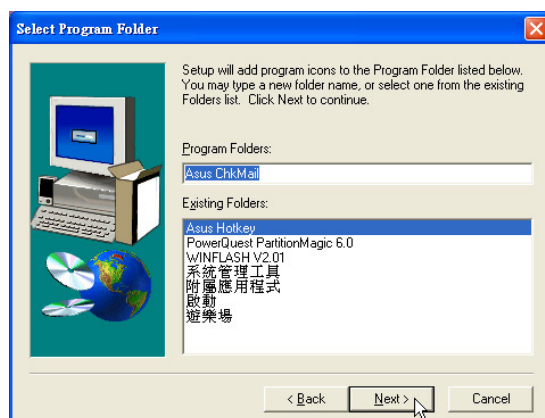 Select Program Folder
Setup will add program icons to the Program Folder listed below.
You may type a new folder name, or select one from the existing
Folders list. Click Next to continue.
Program Folders:
Asus ChkMail
Existing Folders:
Asus Hotkey
PowerQuest PartitionMagic 6.0
WINFLASH V2.01
系統管理工具
附屬應用程式
啟動
遊樂場
< Back
Next >
Cancel